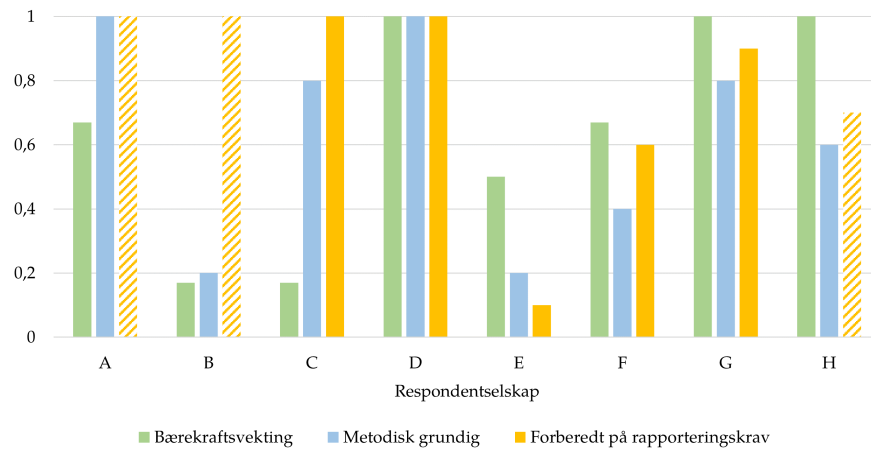 1
0,8
0,6
0,4
0,2
0
A B C D E F G H
Respondentselskap
Bærekraftsvekting Metodisk grundig Forberedt på rapporteringskrav